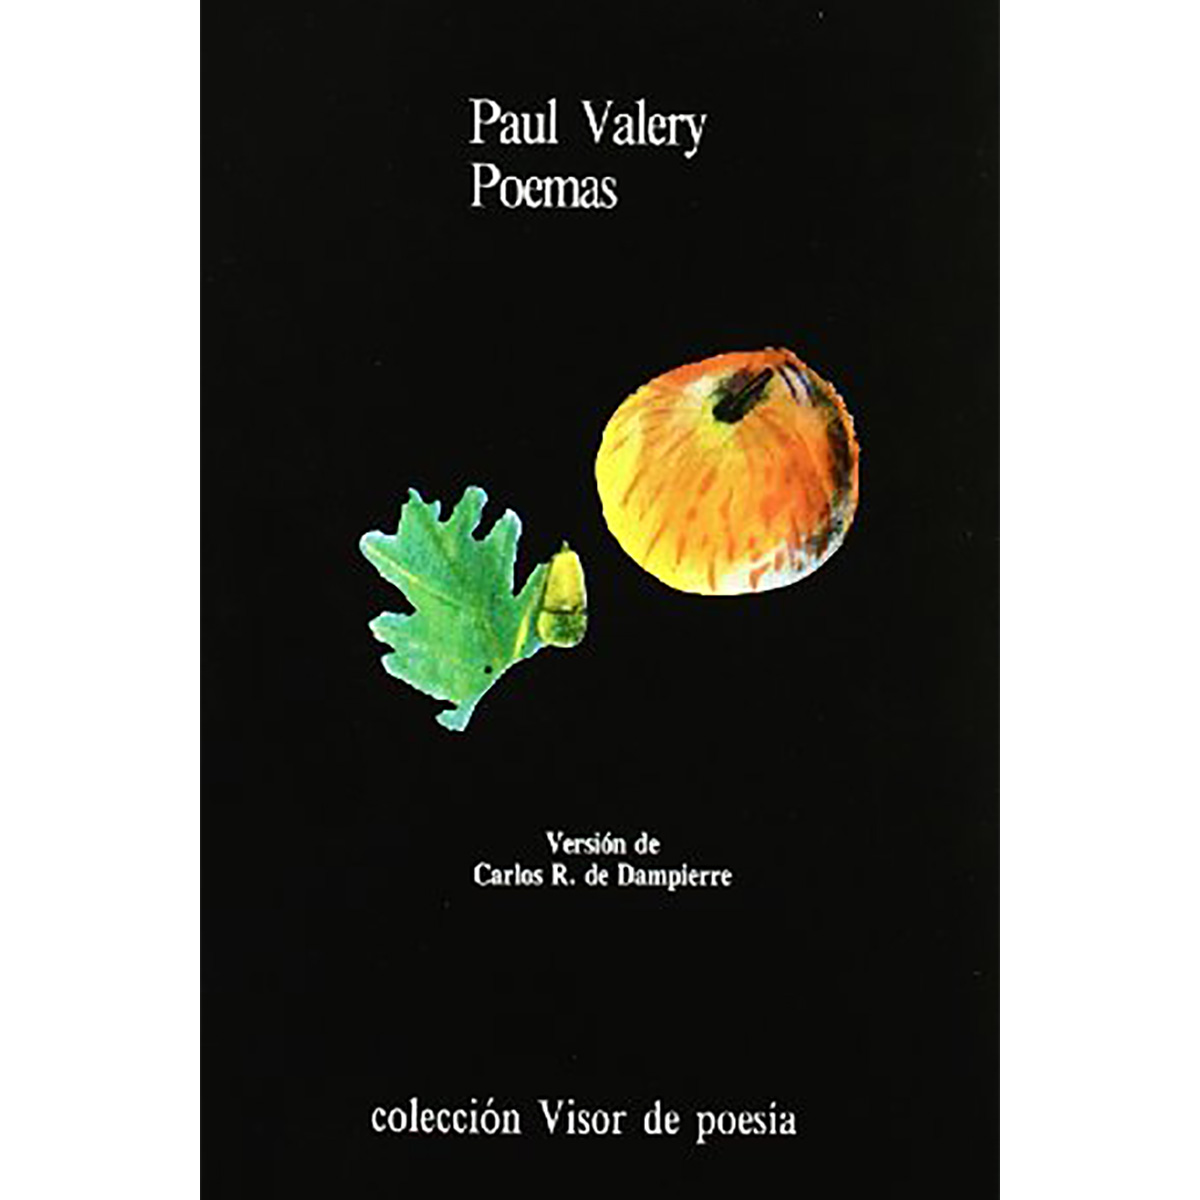 Paul Valery
Poemas
Versión de
Carlos R. de Dampierre
colección Visor de poesía